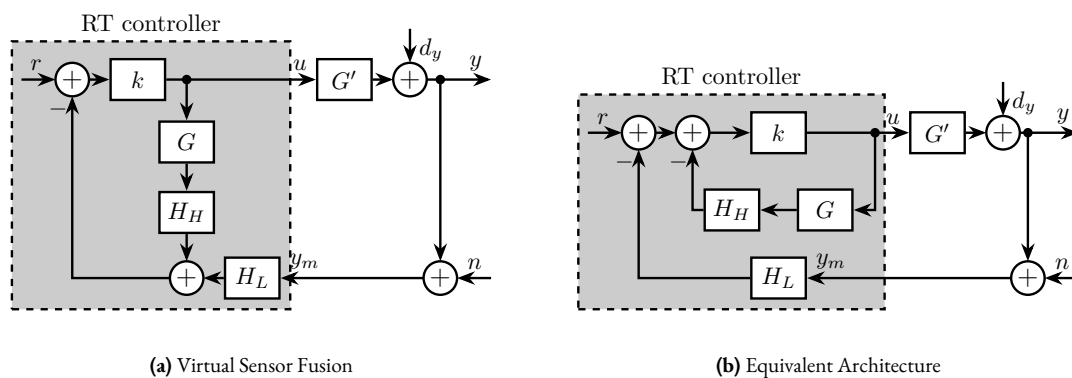 RT controller
r
+
k
u
G′
+
d_y
y
−
G
H_H
+
H_L
y_m
+
n
(a) Virtual Sensor Fusion
RT controller
r
+
+
k
u
G′
+
d_y
y
−
−
H_H
G
H_L
y_m
+
n
(b) Equivalent Architecture